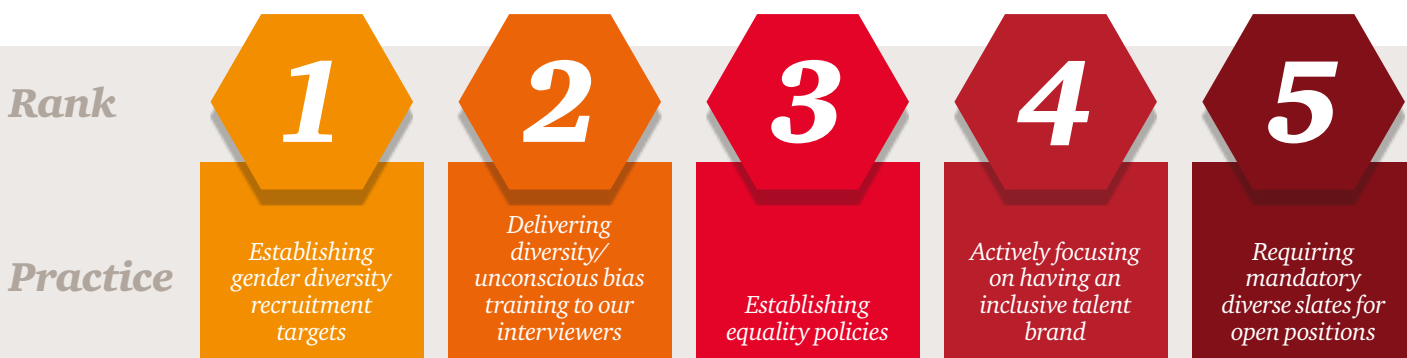 Rank
1
2
3
4
5
Practice
Establishing
gender diversity
recruitment
targets
Delivering
diversity/
unconscious bias
training to our
interviewers
Establishing
equality policies
Actively focusing
on having an
inclusive talent
brand
Requiring
mandatory
diverse slates for
open positions